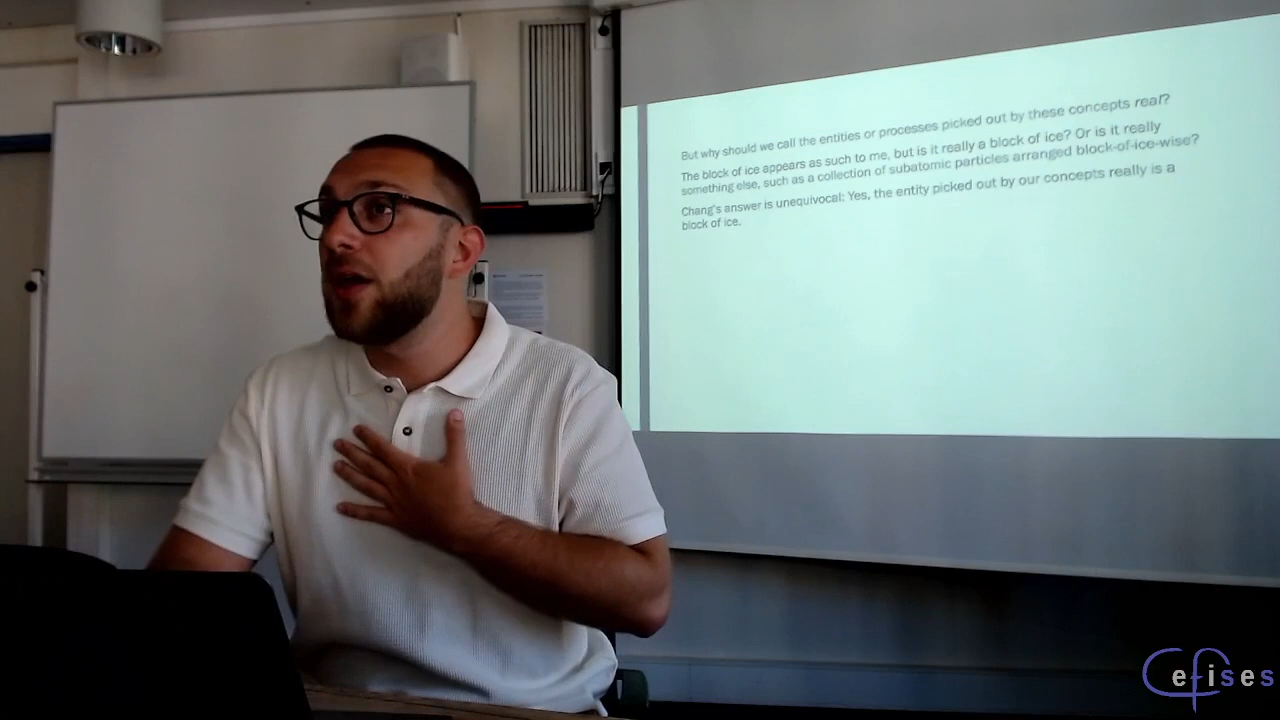 But why should we call the entities or processes picked out by these concepts real?
The block of ice appears as such to me, but is it really a block of ice? Or is it really
something else, such as a collection of subatomic particles arranged block-of-ice-wise?
Chang's answer is unequivocal: Yes, the entity picked out by our concepts really is a
block of ice.
Cefises